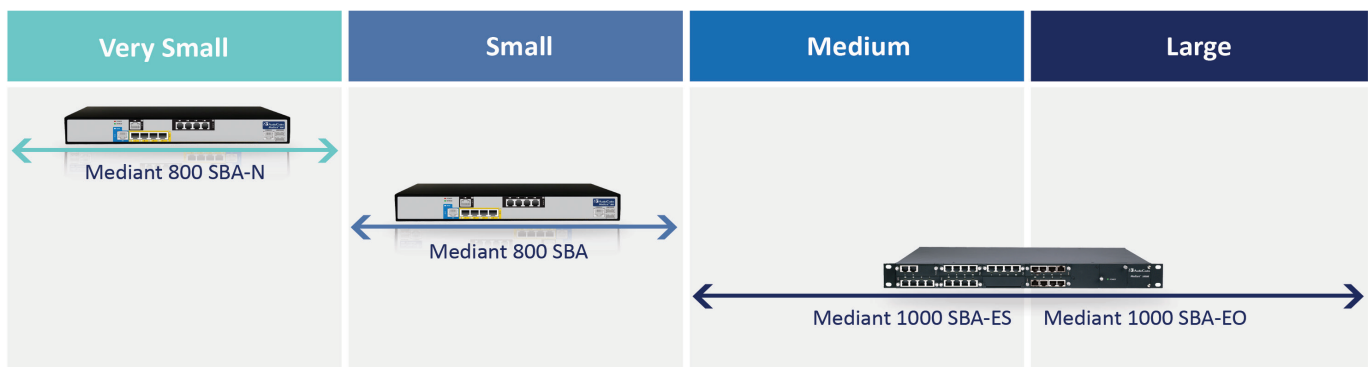 Very Small
Small
Medium
Large
Mediant 800 SBA-N
Mediant 800 SBA
Mediant 1000 SBA-ES
Mediant 1000 SBA-EO